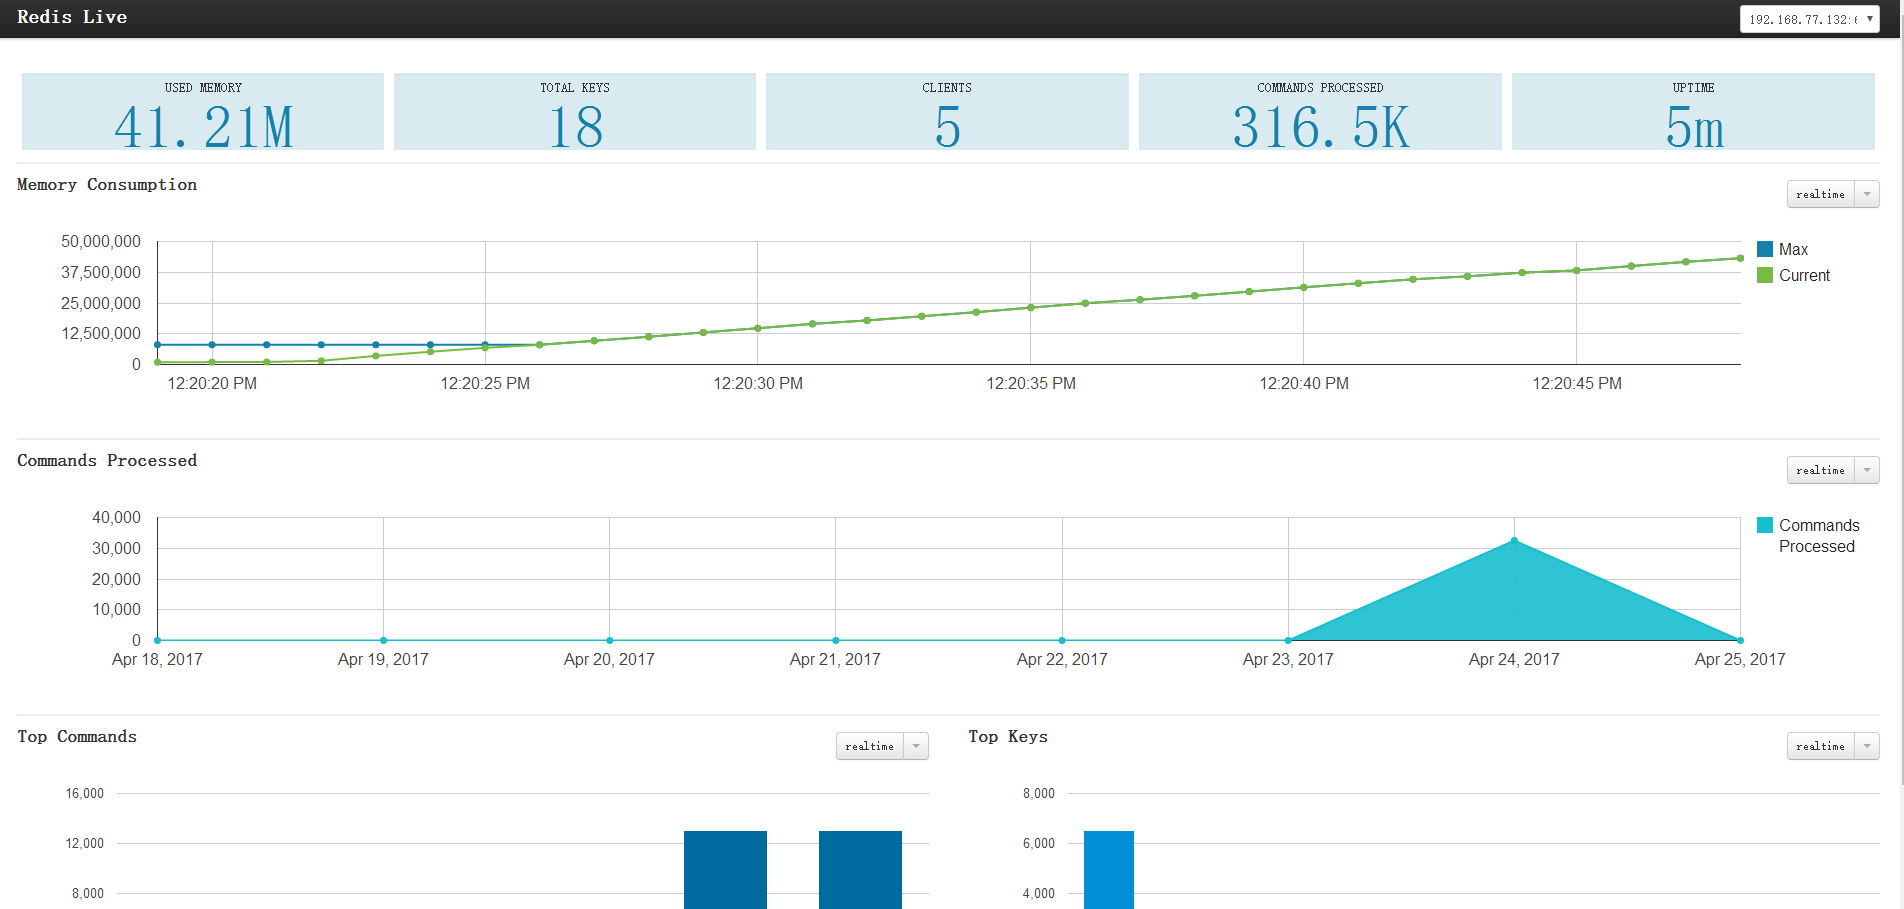 Redis Live
192.168.77.132:6
USED MEMORY
41.21M
TOTAL KEYS
18
CLIENTS
5
COMMANDS PROCESSED
316.5K
UPTIME
5m
Memory Consumption
realtime
50,000,000
37,500,000
25,000,000
12,500,000
0
12:20:20 PM
12:20:25 PM
12:20:30 PM
12:20:35 PM
12:20:40 PM
12:20:45 PM
Max
Current
Commands Processed
realtime
40,000
30,000
20,000
10,000
0
Apr 18, 2017
Apr 19, 2017
Apr 20, 2017
Apr 21, 2017
Apr 22, 2017
Apr 23, 2017
Apr 24, 2017
Apr 25, 2017
Commands
Processed
Top Commands
realtime
16,000
12,000
8,000
Top Keys
realtime
8,000
6,000
4,000